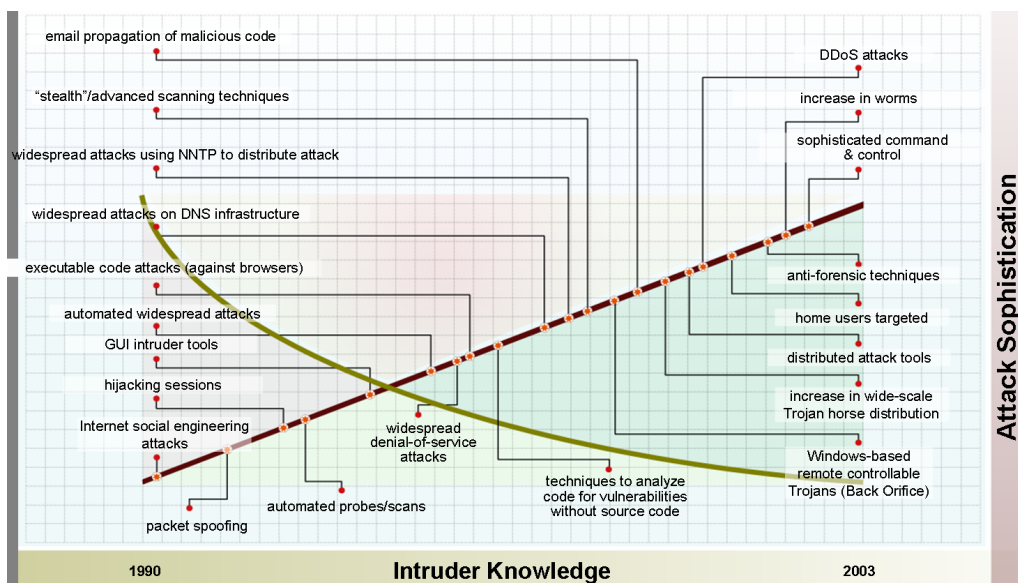 email propagation of malicious code
“stealth”/advanced scanning techniques
widespread attacks using NNTP to distribute attack
widespread attacks on DNS infrastructure
executable code attacks (against browsers)
automated widespread attacks
GUI intruder tools
hijacking sessions
Internet social engineering
attacks
packet spoofing
automated probes/scans
widespread
denial-of-service
attacks
techniques to analyze
code for vulnerabilities
without source code
DDoS attacks
increase in worms
sophisticated command
& control
anti-forensic techniques
home users targeted
distributed attack tools
increase in wide-scale
Trojan horse distribution
Windows-based
remote controllable
Trojans (Back Orifice)
Attack Sophistication
1990
Intruder Knowledge
2003